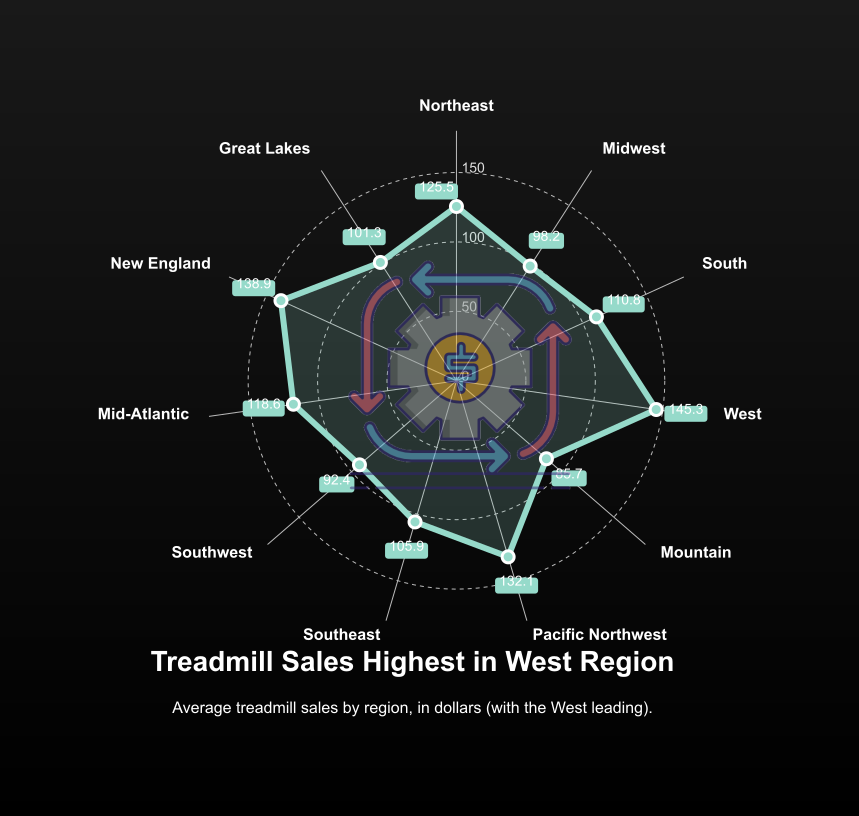 Northeast
Great Lakes
Midwest
150
125.5
101.3
98.2
100
New England
South
138.9
110.8
50
0
118.6
145.3
Mid-Atlantic
West
92.4
85.7
Southwest
105.9
Mountain
132.1
Southeast
Pacific Northwest
Treadmill Sales Highest in West Region
Average treadmill sales by region, in dollars (with the West leading).